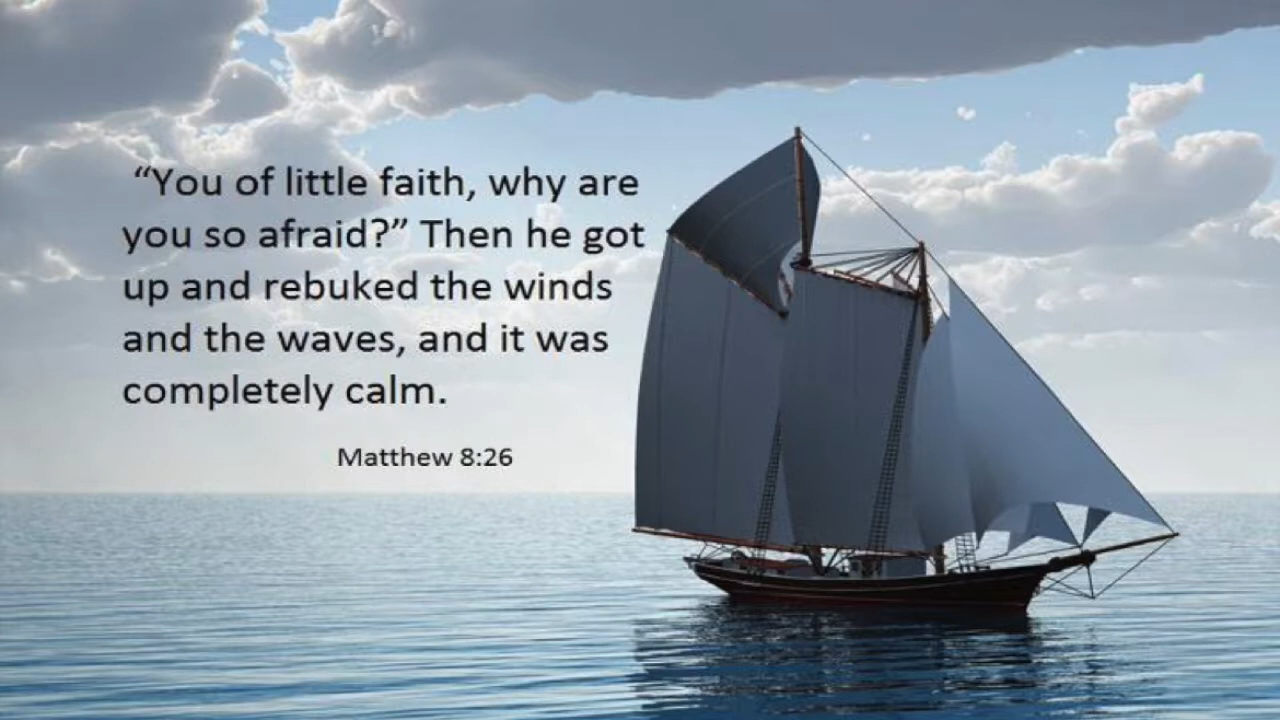 “You of little faith, why are
you so afraid?” Then he got
up and rebuked the winds
and the waves, and it was
completely calm.
Matthew 8:26